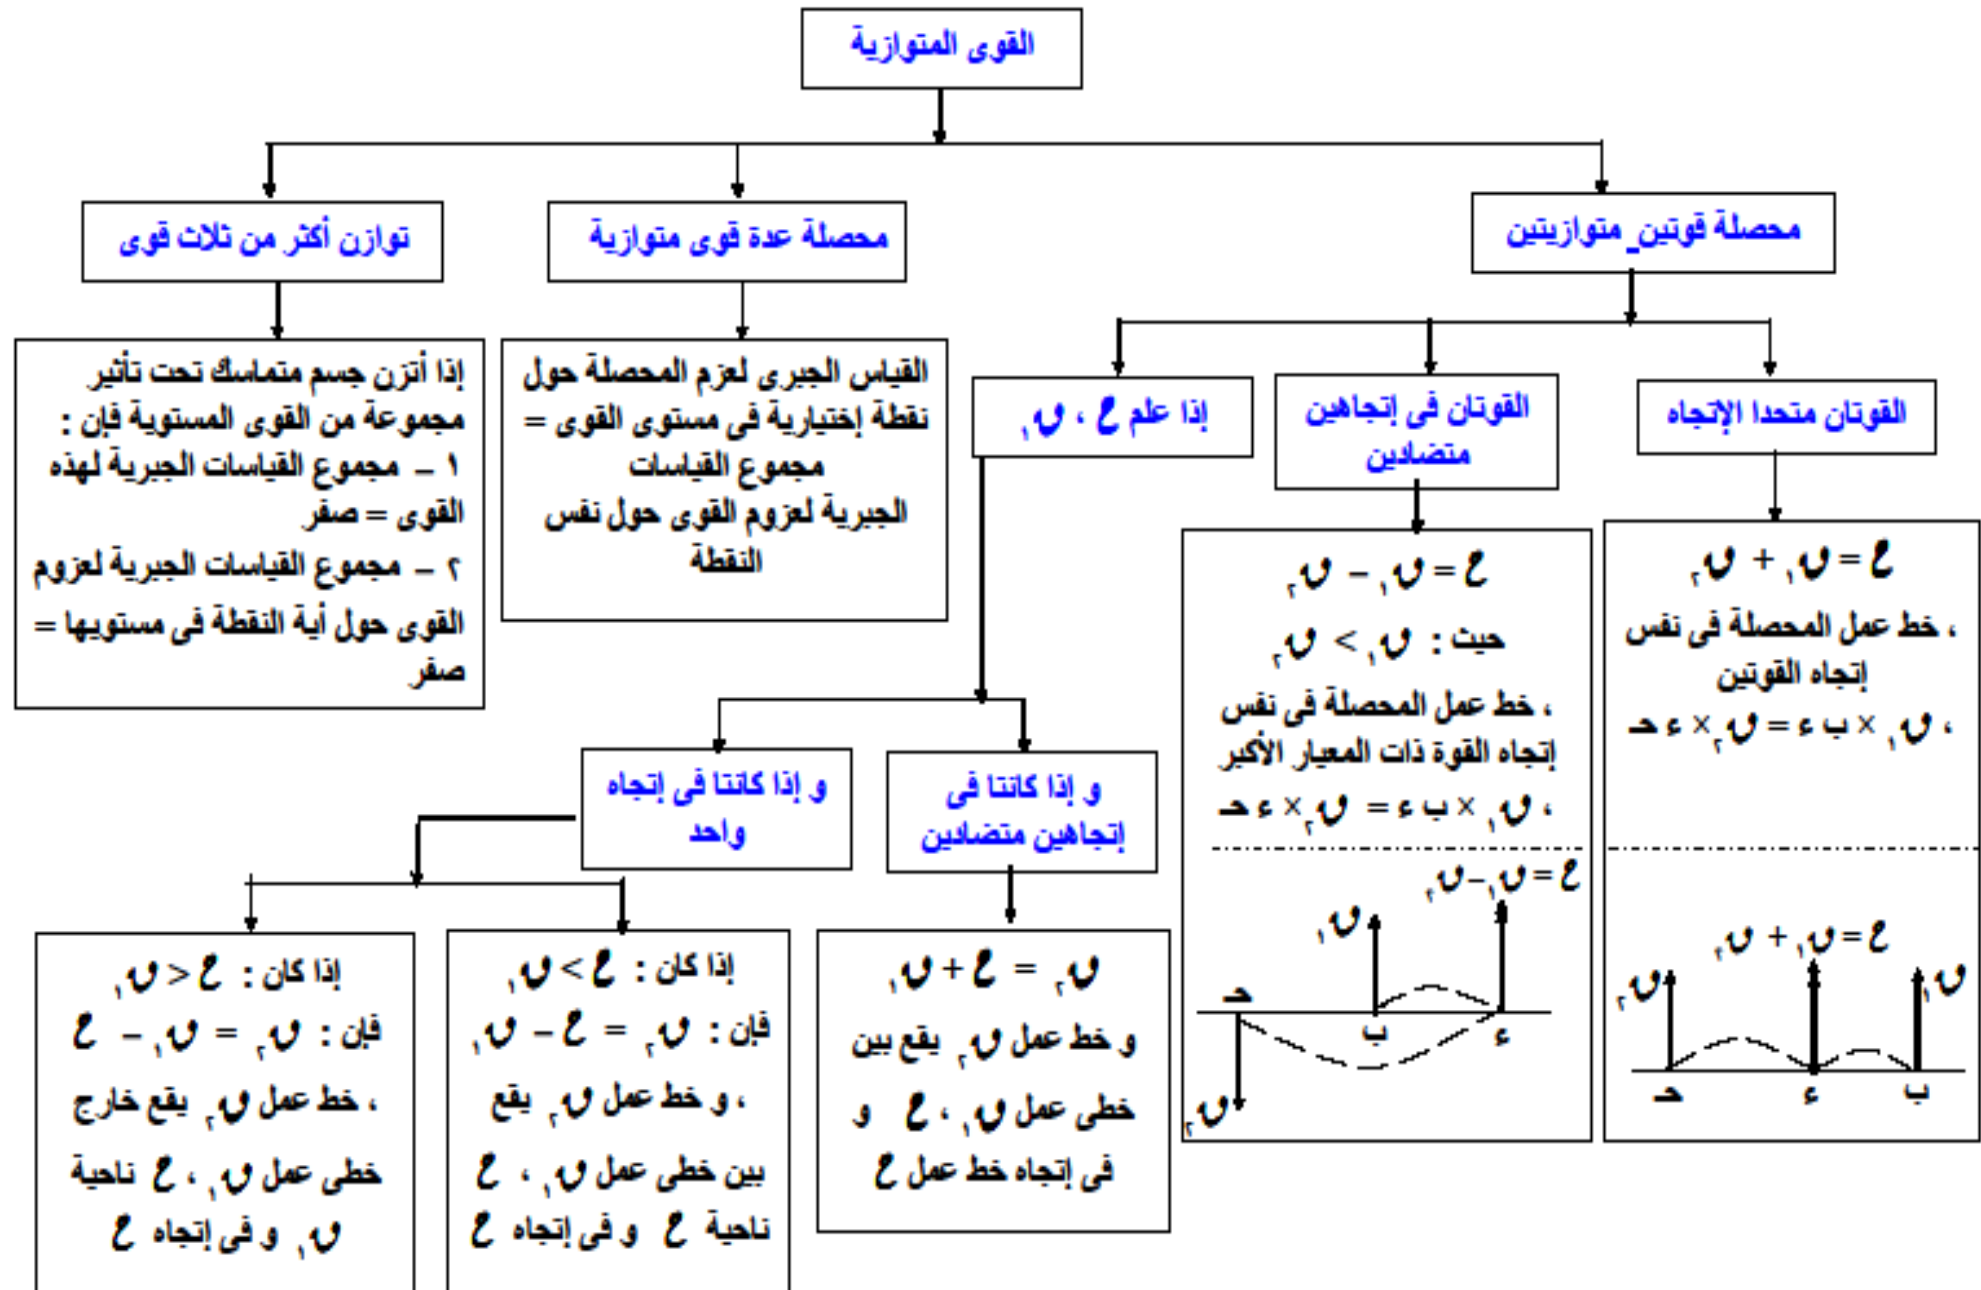 القوى المتوازية
محصلة قوتين_ متوازيتين
محصلة عدة قوى متوازية
توازن أكثر من ثلاث قوى
القوتان متحدا الإتجاه
القوتان فى إتجاهين
متضادين
إذا علم ع ، ق١
ع = ق١ + ق٢
، خط عمل المحصلة فى نفس
إتجاه القوتين
، ق١ × ب ء = ق٢ × ء حـ
ع = ق١ + ق٢
ق١
ق٢
حـ ء ب
ع = ق١ – ق٢
حيث : ق١ > ق٢
، خط عمل المحصلة فى نفس
إتجاه القوة ذات المعيار الأكبر
، ق١ × ب ء = ق٢ × ء حـ
ع = ق١ – ق٢
ق١
حـ
ب
ء
ق٢
القياس الجبرى لعزم المحصلة حول
نقطة إختيارية فى مستوى القوى =
مجموع القياسات
الجبرية لعزوم القوى حول نفس
النقطة
إذا أتزن جسم متماسك تحت تأثير
مجموعة من القوى المستوية فإن :
١ – مجموع القياسات الجبرية لهذه
القوى = صفر
٢ – مجموع القياسات الجبرية لعزوم
القوى حول أية النقطة فى مستويها =
صفر
و إذا كانتا فى
إتجاهين متضادين
و إذا كانتا فى إتجاه
واحد
ق٢ = ع + ق١
و خط عمل ق٢ يقع بين
خطى عمل ق١ ، ع و
فى إتجاه خط عمل ع
إذا كان : ع > ق١
فإن : ق٢ = ع – ق١
، و خط عمل ق٢ يقع
بين خطى عمل ق١ ، ع
ناحية ع و فى إتجاه ع
إذا كان : ع < ق١
فإن : ق٢ = ق١ – ع
، خط عمل ق٢ يقع خارج
خطى عمل ق١ ، ع ناحية
ق١ و فى إتجاه ع